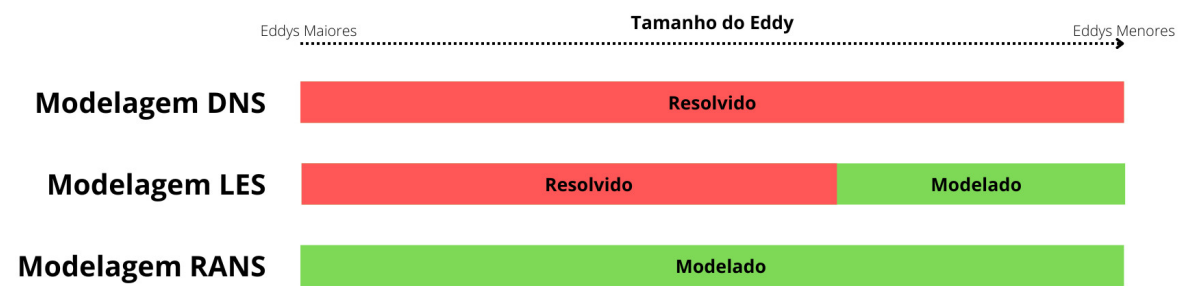 Tamanho do Eddy
Eddys Maiores
Eddys Menores
Modelagem DNS
Resolvido
Modelagem LES
Resolvido
Modelado
Modelagem RANS
Modelado